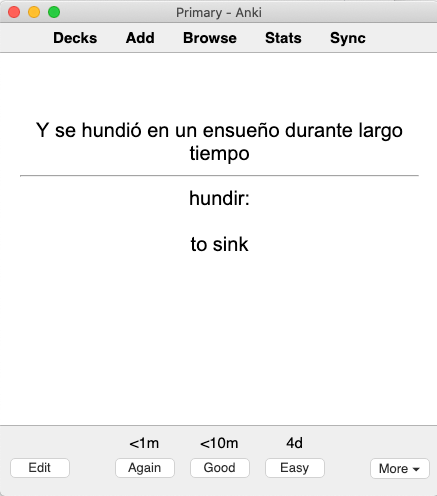 Primary - Anki
Decks Add Browse Stats Sync
Y se hundió en un ensueño durante largo
tiempo
hundir:
to sink
<1m <10m 4d
Edit Again Good Easy More